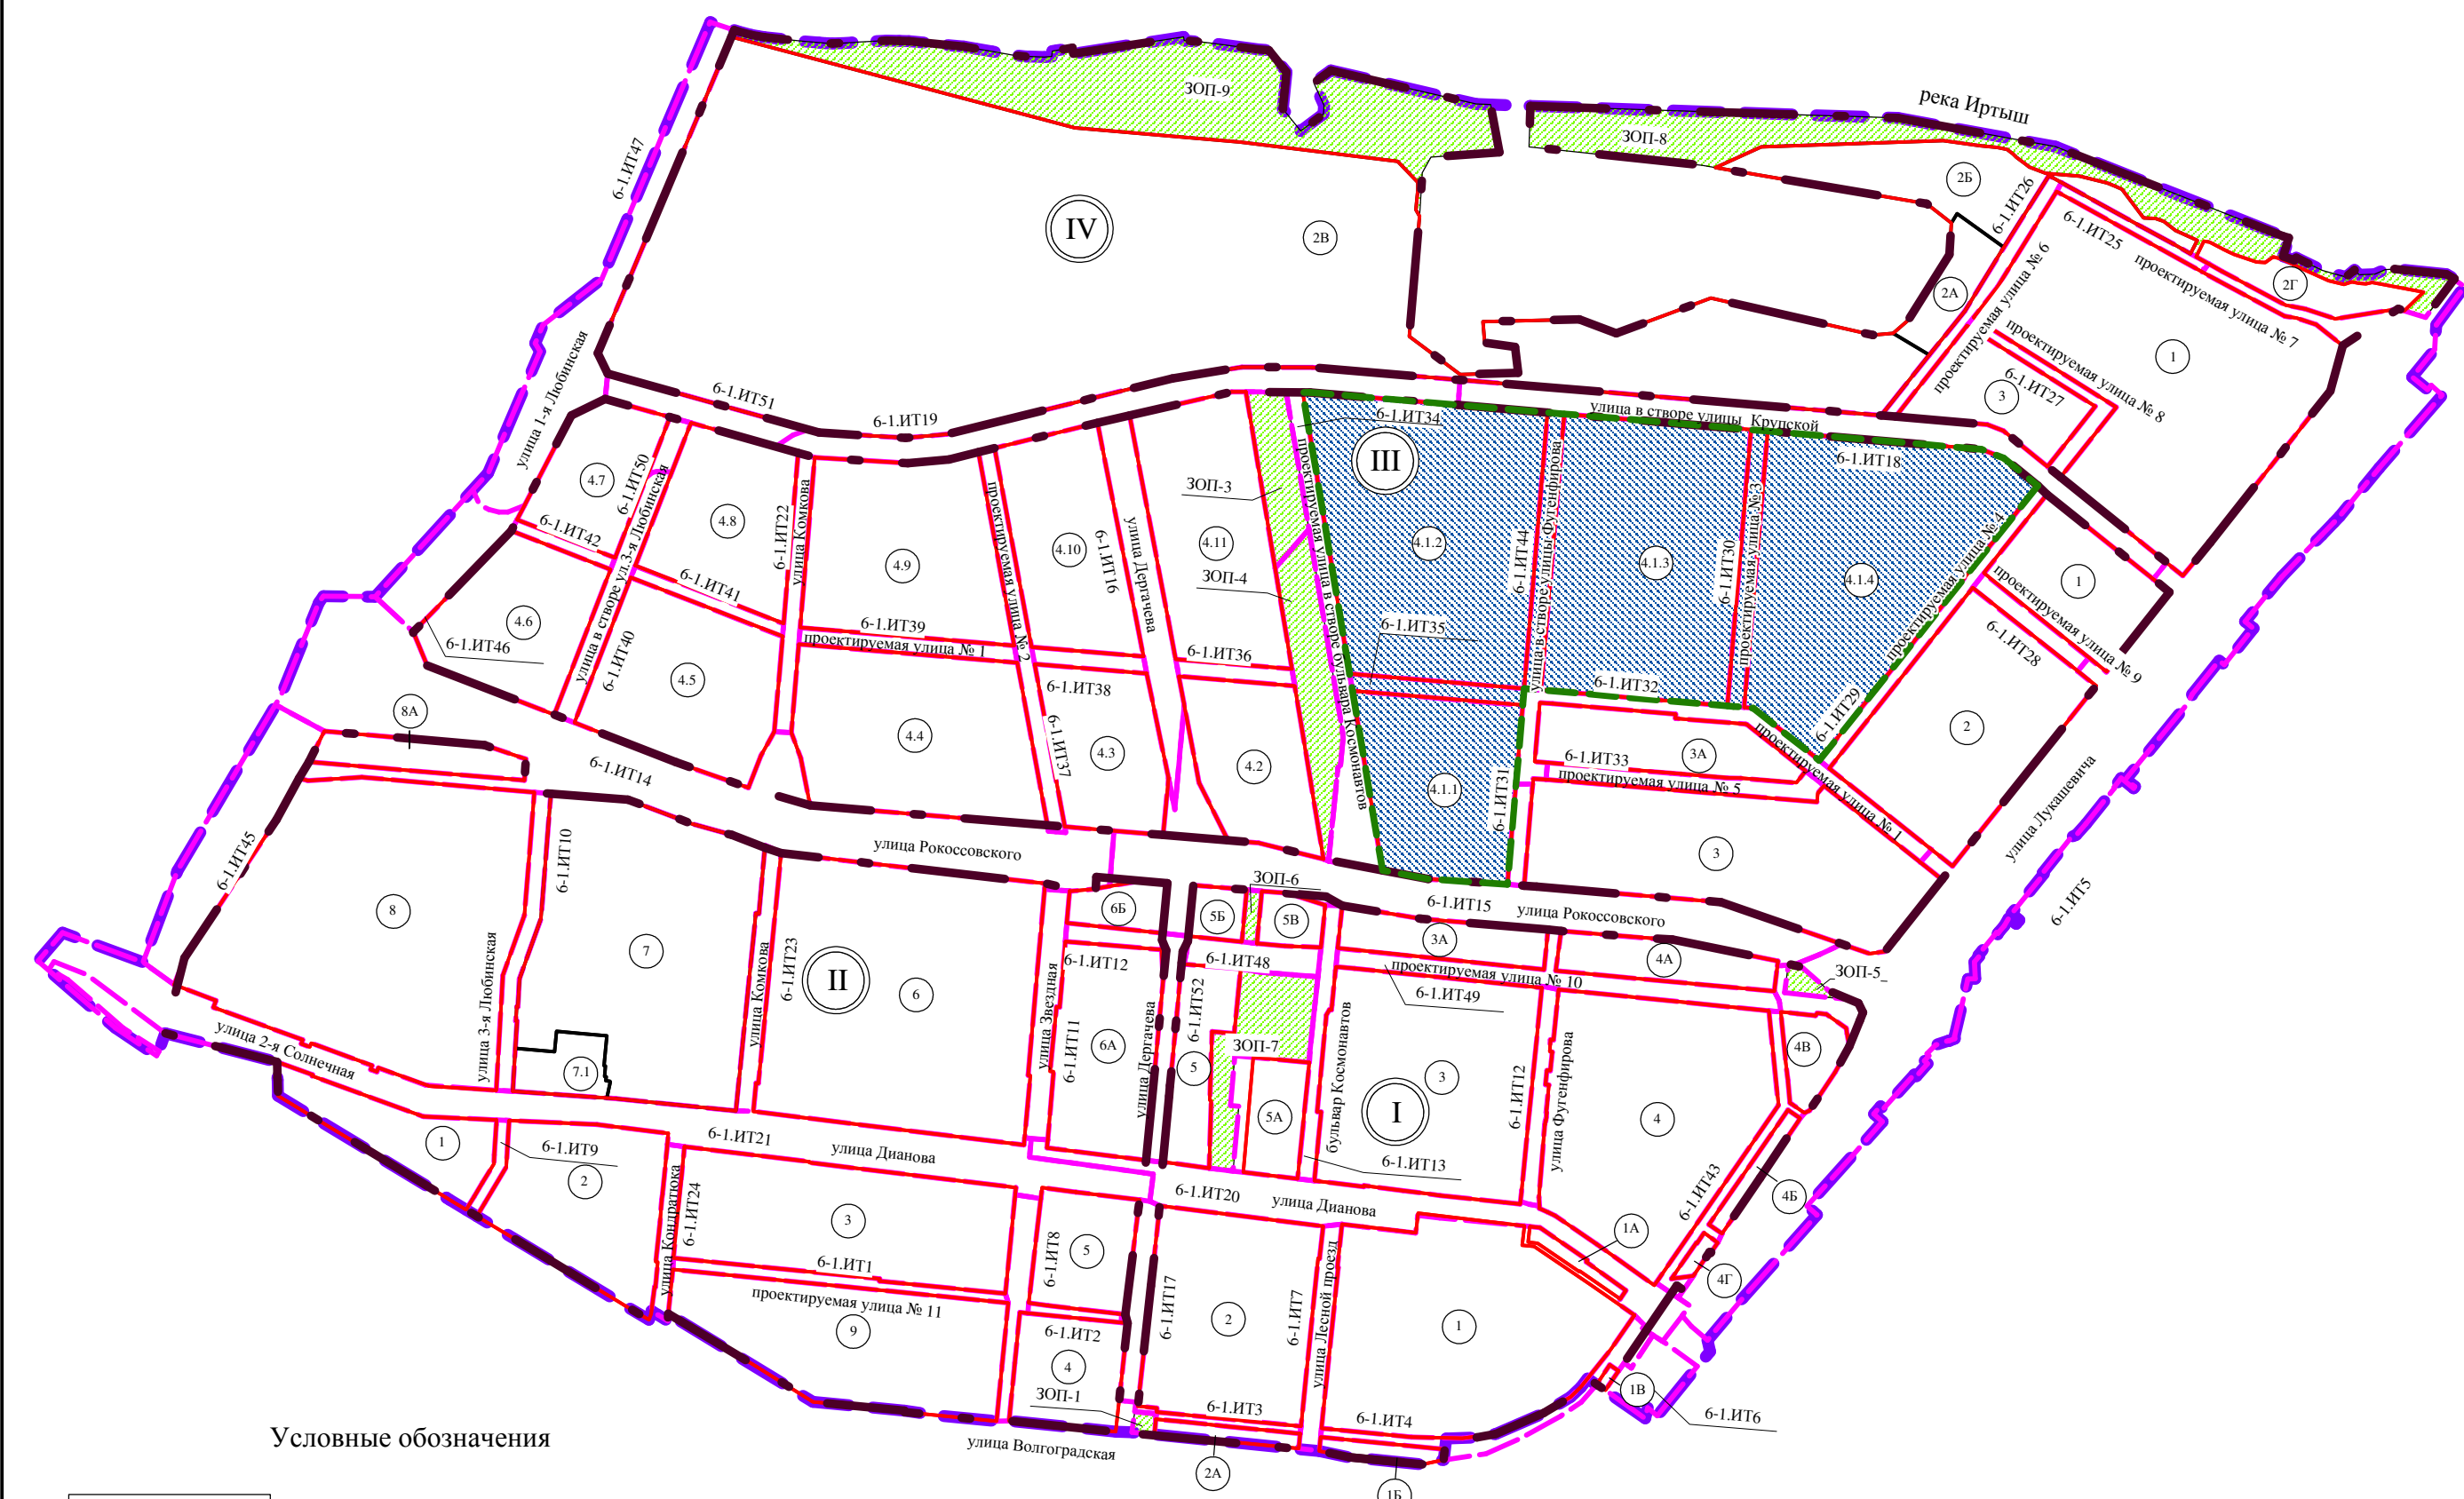 река Иртыш
ЗОП-9
ЗОП-8
6-1.ИТ47
IV
2В
2Б
6-1.ИТ26
6-1.ИТ25
проектируемая улица № 7
2Г
2А
проектируемая улица № 6
проектируемая улица № 8
6-1.ИТ27
1
3
улица 1-я Любинская
6-1.ИТ51
6-1.ИТ19
6-1.ИТ34
улица в створе улицы Крупской
6-1.ИТ18
III
4.7
6-1.ИТ50
4.8
6-1.ИТ22
улица Комкова
4.9
проектируемая улица № 2
4.10
6-1.ИТ16
улица Дергачева
4.11
ЗОП-3
ЗОП-4
проектируемая улица в створе бульвара Космонавтов
4.1.2
6-1.ИТ44
улица в створе улицы Фугенфирова
4.1.3
6-1.ИТ30
проектируемая улица № 3
4.1.4
проектируемая улица № 4
1
проектируемая улица № 9
6-1.ИТ28
6-1.ИТ42
6-1.ИТ41
улица в створе ул.3-я Любинская
4.6
6-1.ИТ46
6-1.ИТ40
4.5
6-1.ИТ39
проектируемая улица № 1
6-1.ИТ38
6-1.ИТ36
6-1.ИТ35
6-1.ИТ32
6-1.ИТ29
2
8А
6-1.ИТ14
4.4
6-1.ИТ37
4.3
4.2
4.1.1
6-1.ИТ31
3А
6-1.ИТ33
проектируемая улица № 5
проектируемая улица № 1
3
улица Лукашевича
6-1.ИТ5
6-1.ИТ45
6-1.ИТ10
улица Рокоссовского
8
7
улица 3-я Любинская
улица Комкова
6-1.ИТ23
II
6
6Б
5Б
ЗОП-6
5В
6-1.ИТ15
улица Рокоссовского
3А
4А
ЗОП-5
6-1.ИТ12
6-1.ИТ48
проектируемая улица № 10
6-1.ИТ49
улица Звездная
6-1.ИТ11
6А
улица Дергачева
6-1.ИТ52
5
ЗОП-7
5А
бульвар Космонавтов
3
I
6-1.ИТ12
улица Фугенфирова
4
4В
улица 2-я Солнечная
7.1
1
6-1.ИТ9
2
6-1.ИТ21
улица Дианова
6-1.ИТ13
6-1.ИТ20
улица Дианова
6-1.ИТ43
4Б
4Г
1А
улица Кондратюка
6-1.ИТ24
3
6-1.ИТ1
проектируемая улица № 11
9
6-1.ИТ8
5
6-1.ИТ2
4
ЗОП-1
6-1.ИТ17
2
6-1.ИТ7
улица Лесной проезд
1
6-1.ИТ3
6-1.ИТ4
1В
6-1.ИТ6
улица Волгоградская
2А
1Б
Условные обозначения